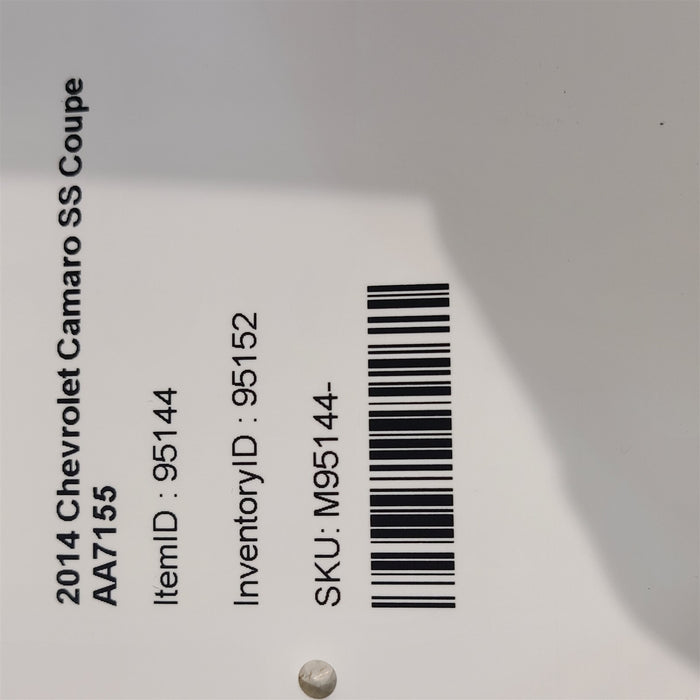 2014 Chevrolet Camaro SS Coupe
AA7155
ItemID : 95144
InventoryID : 95152
SKU: M95144-